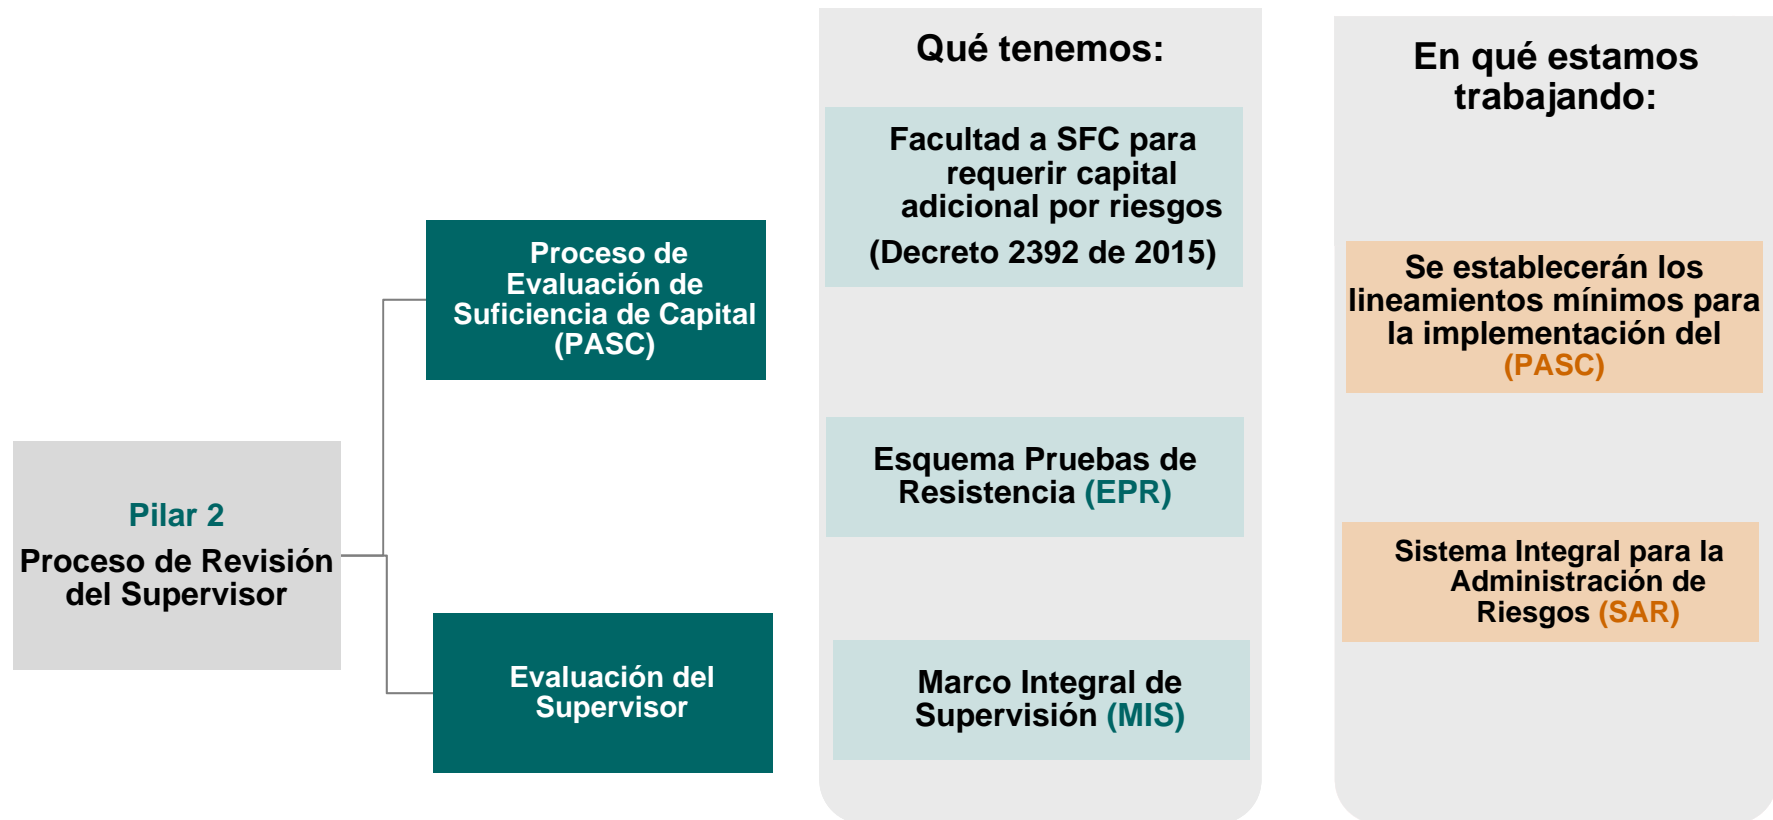 Pilar 2
Proceso de Revisión
del Supervisor
Proceso de
Evaluación de
Suficiencia de Capital
(PASC)
Evaluación del
Supervisor
Qué tenemos:
Facultad a SFC para
requerir capital
adicional por riesgos
(Decreto 2392 de 2015)
Esquema Pruebas de
Resistencia (EPR)
Marco Integral de
Supervisión (MIS)
En qué estamos
trabajando:
Se establecerán los
lineamientos mínimos para
la implementación del
(PASC)
Sistema Integral para la
Administración de
Riesgos (SAR)